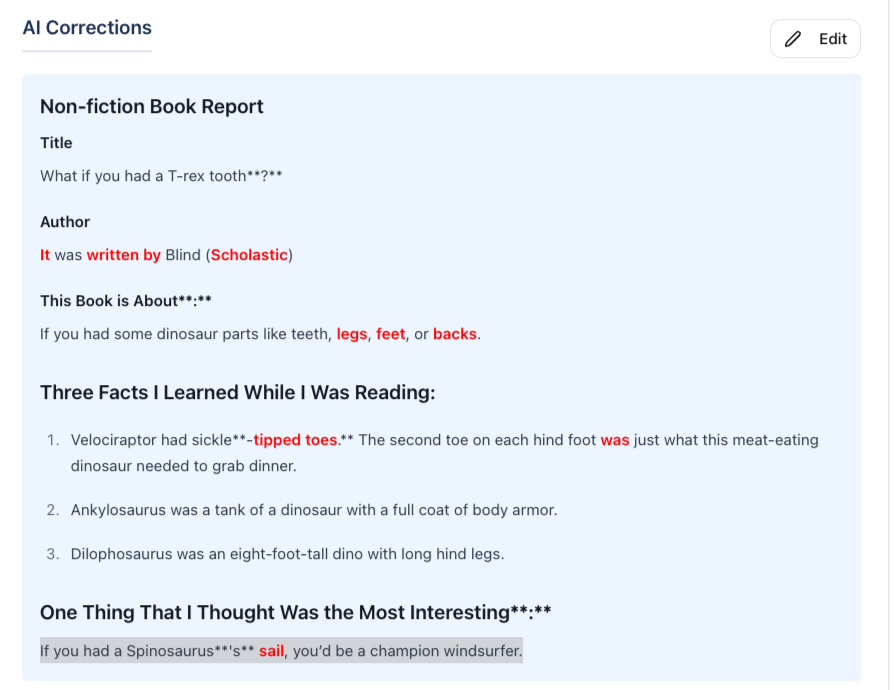 AI Corrections
Edit
Non-fiction Book Report
Title
What if you had a T-rex tooth**?**
Author
It was written by Blind (Scholastic)
This Book is About**:**
If you had some dinosaur parts like teeth, legs, feet, or backs.
Three Facts I Learned While I Was Reading:
1. Velociraptor had sickle**-tipped toes.** The second toe on each hind foot was just what this meat-eating
dinosaur needed to grab dinner.
2. Ankylosaurus was a tank of a dinosaur with a full coat of body armor.
3. Dilophosaurus was an eight-foot-tall dino with long hind legs.
One Thing That I Thought Was the Most Interesting**:**
If you had a Spinosaurus**'s** sail, you’d be a champion windsurfer.